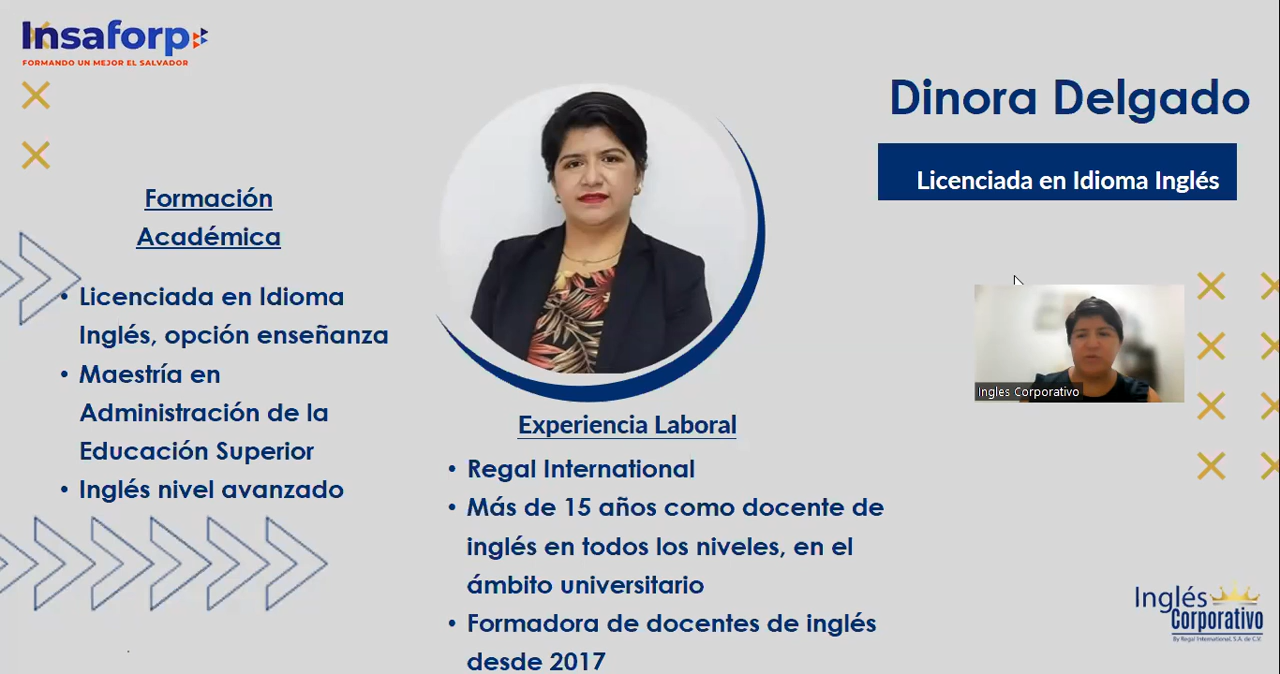 Insaforp
FORMANDO UN MEJOR EL SALVADOR
Dinora Delgado
Licenciada en Idioma Inglés
Formación
Académica
• Licenciada en Idioma
Inglés, opción enseñanza
• Maestría en
Administración de la
Educación Superior
• Inglés nivel avanzado
Experiencia Laboral
• Regal International
• Más de 15 años como docente de
inglés en todos los niveles, en el
ámbito universitario
• Formadora de docentes de inglés
desde 2017
Ingles Corporativo
Inglés
Corporativo
By Regal International, S.A. de C.V.